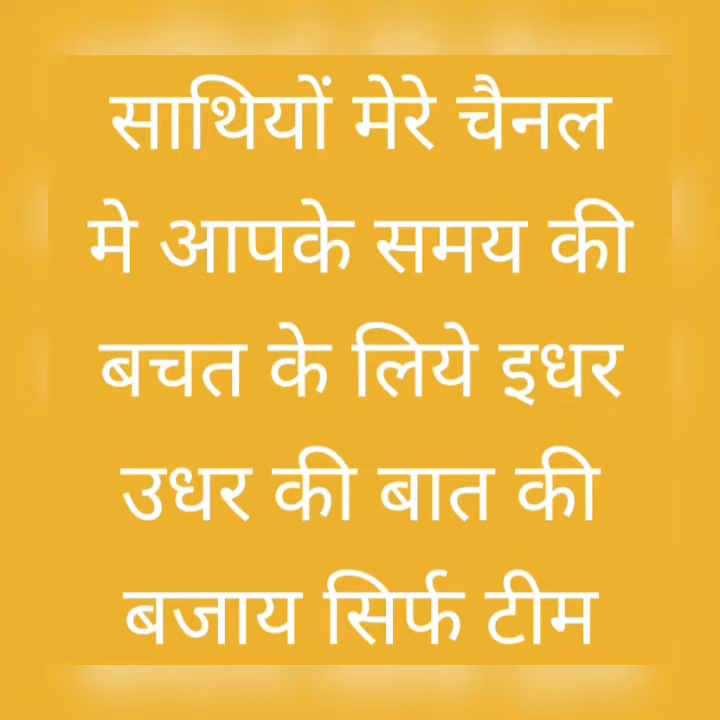 साथियों मेरे चैनल
मे आपके समय की
बचत के लिये इधर
उधर की बात की
बजाय सिर्फ टीम